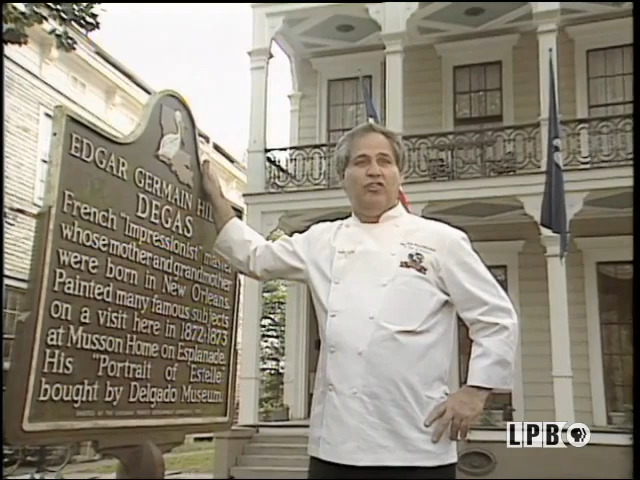 EDGAR GERMAIN HIL
DEGAS
French "Impressionist" master
whose mother and grandmother
were born in New Orleans.
Painted many famous subjects
on a visit here in 1872-1873
at Musson Home on Esplanade.
His "Portrait of Estelle"
bought by Delgado Museum.
LPB PBS